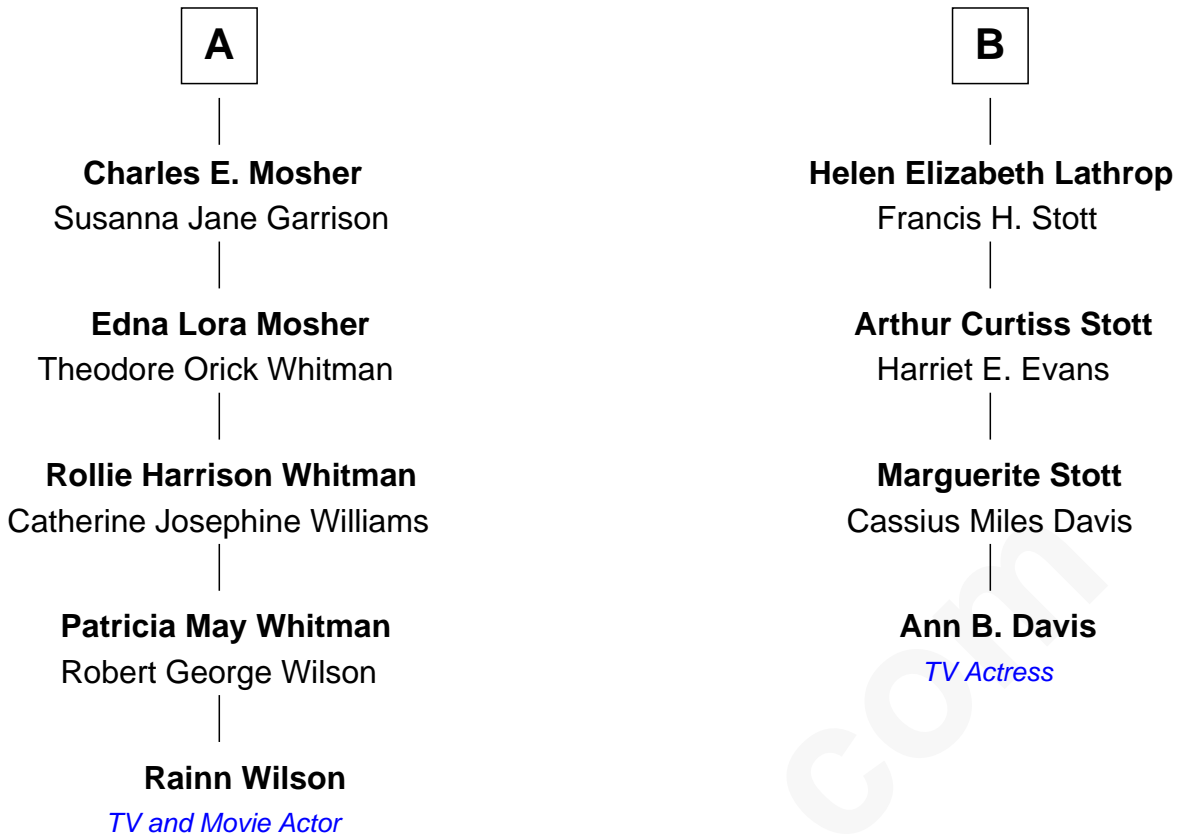 A
Charles E. Mosher
Susanna Jane Garrison
Edna Lora Mosher
Theodore Orick Whitman
Rollie Harrison Whitman
Catherine Josephine Williams
Patricia May Whitman
Robert George Wilson
Rainn Wilson
TV and Movie Actor
B
Helen Elizabeth Lathrop
Francis H. Stott
Arthur Curtiss Stott
Harriet E. Evans
Marguerite Stott
Cassius Miles Davis
Ann B. Davis
TV Actress
com